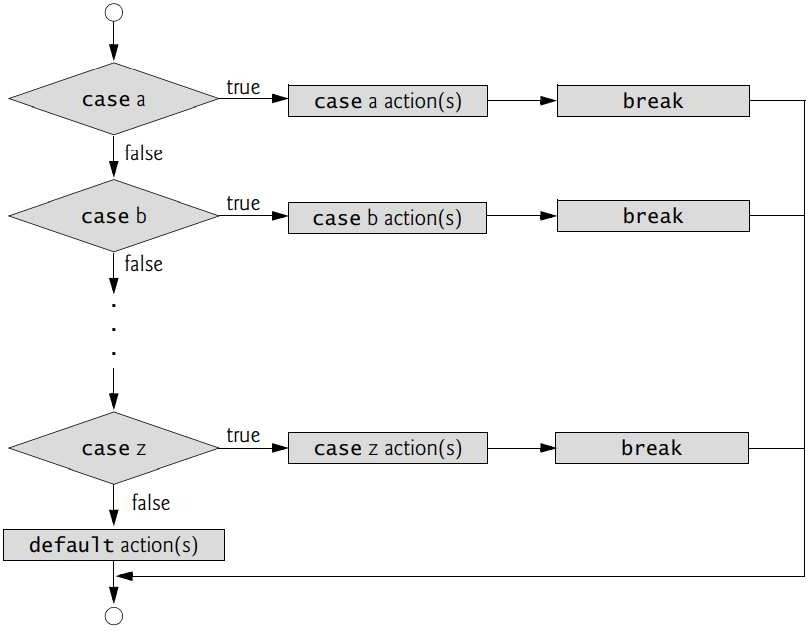 true
case a
case a action(s)
break
false
true
case b
case b action(s)
break
false
true
case z
case z action(s)
break
false
default action(s)